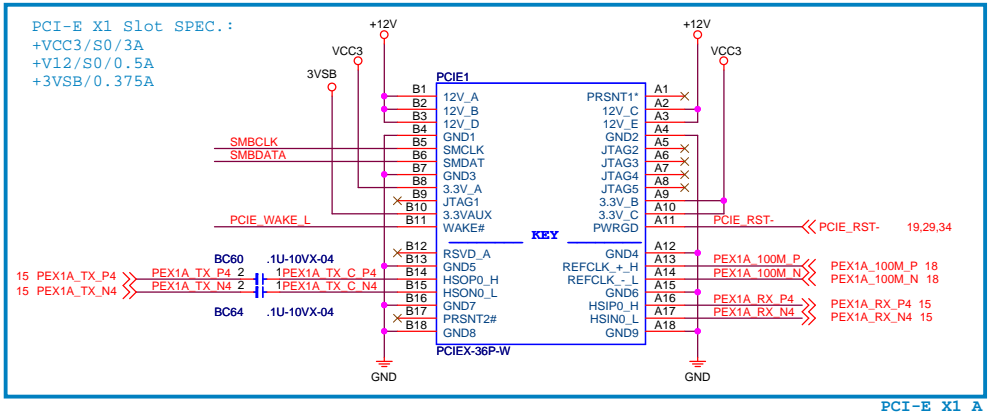 PCI-E X1 Slot SPEC.:
+VCC3/S0/3A
+V12/S0/0.5A
+3VSB/0.375A
+12V
VCC3
3VSB
+12V
VCC3
PCIE1
B1 12V_A PRSNT1* A1
B2 12V_B 12V_C A2
B3 12V_D 12V_E A3
B4 GND1 GND2 A4
SMBCLK B5 SMCLK JTAG2 A5
SMBDATA B6 SMDAT JTAG3 A6
B7 GND3 JTAG4 A7
B8 3.3V_A JTAG5 A8
B9 JTAG1 3.3V_B A9
B10 3.3VAUX 3.3V_C A10
PCIE_WAKE_L B11 WAKE# PWRGD A11 PCIE_RST- PCIE_RST- 19,29,34
KEY
B12 RSVD_A GND4 A12
BC60 .1U-10VX-04 B13 GND5 REFCLK_+_H A13 PEX1A_100M_P PEX1A_100M_P 18
15 PEX1A_TX_P4 PEX1A_TX_P4 2 1 PEX1A_TX_C_P4 B14 HSOP0_H REFCLK_-_L A14 PEX1A_100M_N PEX1A_100M_N 18
15 PEX1A_TX_N4 PEX1A_TX_N4 2 1 PEX1A_TX_C_N4 B15 HSON0_L GND6 A15
B16 GND7 HSIP0_H A16 PEX1A_RX_P4 PEX1A_RX_P4 15
BC64 .1U-10VX-04 B17 PRSNT2# HSIN0_L A17 PEX1A_RX_N4 PEX1A_RX_N4 15
B18 GND8 GND9 A18
PCIEX-36P-W
GND
GND
PCI-E X1 A